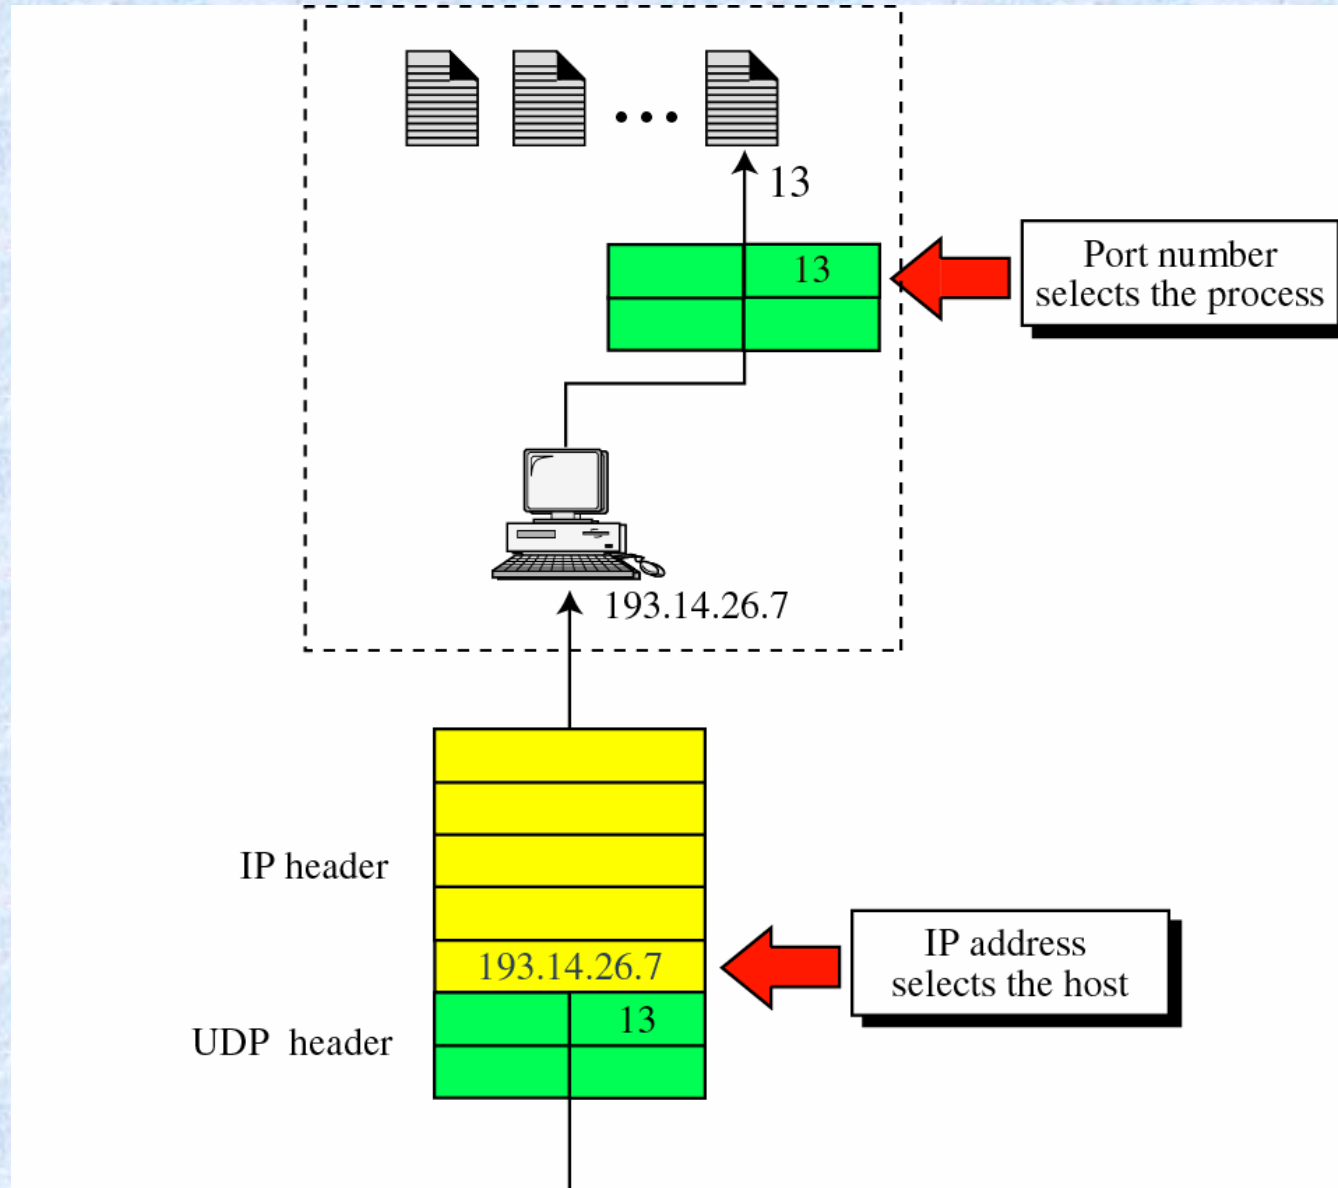 13
13
Port number
selects the process
193.14.26.7
IP header
193.14.26.7
IP address
selects the host
UDP header
13